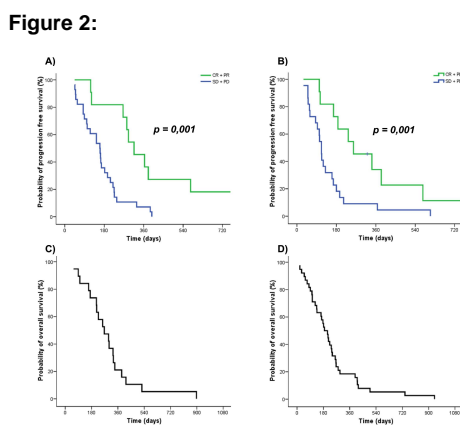 Figure 2:
A)
CR + PR
SD + PD
p = 0,001
Probability of progression free survival (%)
100
80
60
40
20
0
0 180 360 540 720
Time (days)
B)
CR + PR
SD + PD
p = 0,001
Probability of progression free survival (%)
100
80
60
40
20
0
0 180 360 540 720
Time (days)
C)
Probability of overall survival (%)
100
80
60
40
20
0
0 180 360 540 720 900 1080
Time (days)
D)
Probability of overall survival (%)
100
80
60
40
20
0
0 180 360 540 720 900 1080
Time (days)